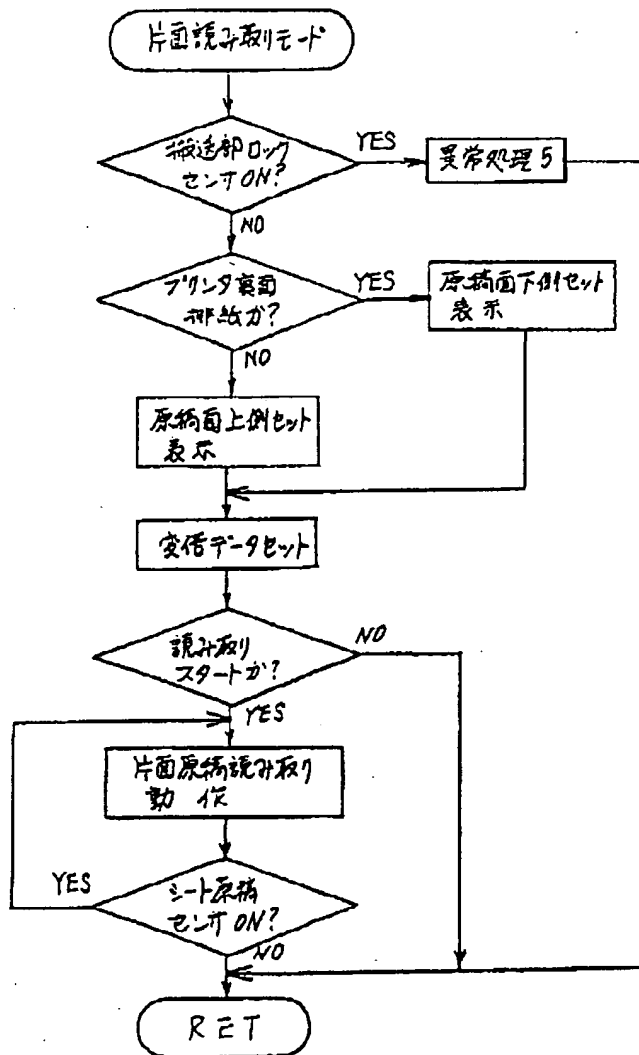 片面読み取りモード
搬送部ロック
センサON?
YES
異常処理5
NO
プリンタ裏面
排紙か?
YES
原稿面下側セット
表示
NO
原稿面上側セット
表示
変倍データセット
読み取り
スタートか?
NO
YES
片面原稿読み取り
動作
YES
シート原稿
センサON?
NO
RET